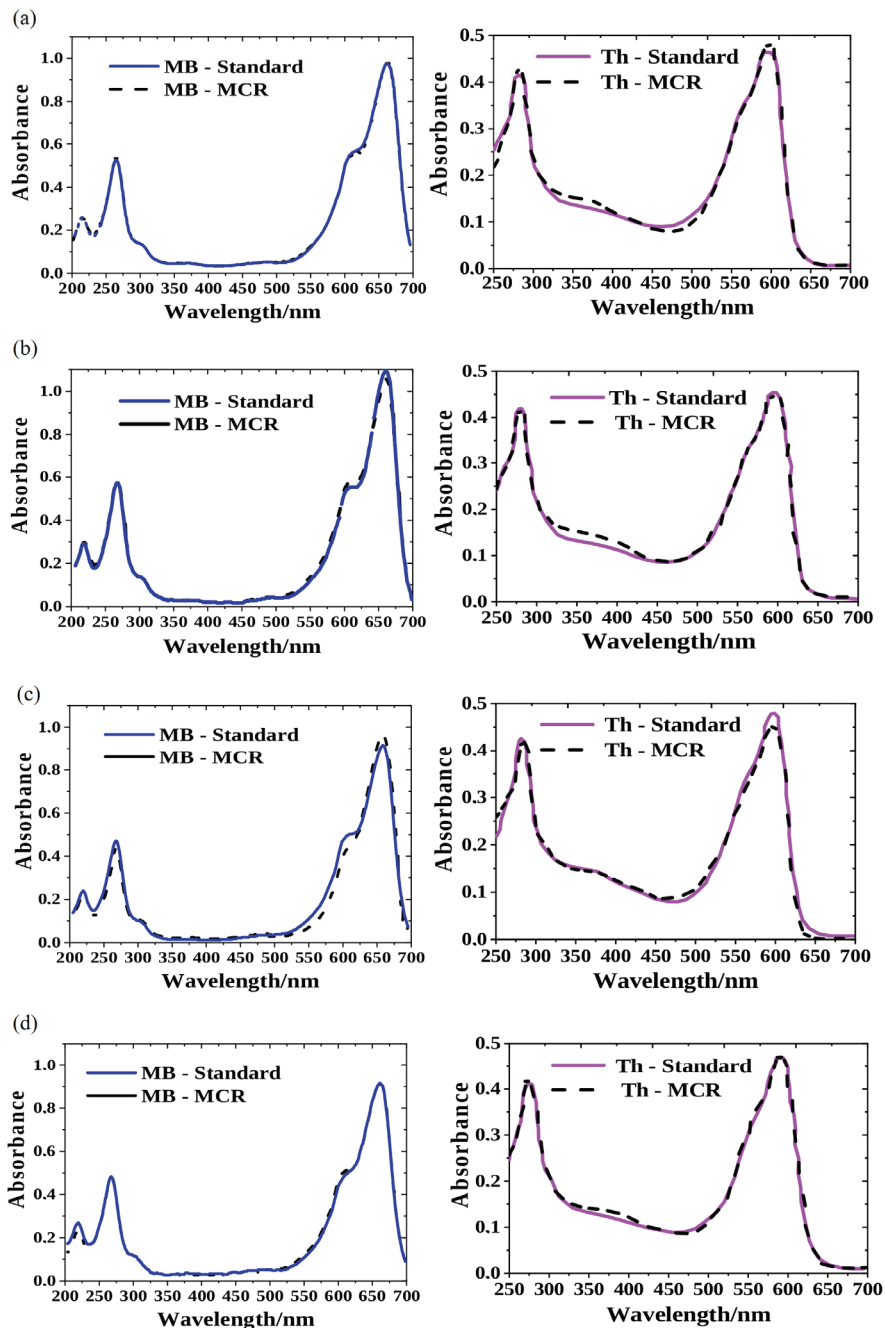 (a)
1.0
0.8
0.6
0.4
0.2
0.0
Absorbance
MB - Standard
MB - MCR
200 250 300 350 400 450 500 550 600 650 700
Wavelength/nm
0.5
0.4
0.3
0.2
0.1
0.0
Absorbance
Th - Standard
Th - MCR
250 300 350 400 450 500 550 600 650 700
Wavelength/nm
(b)
1.0
0.8
0.6
0.4
0.2
0.0
Absorbance
MB - Standard
MB - MCR
200 250 300 350 400 450 500 550 600 650 700
Wavelength/nm
0.5
0.4
0.3
0.2
0.1
0.0
Absorbance
Th - Standard
Th - MCR
250 300 350 400 450 500 550 600 650 700
Wavelength/nm
(c)
1.0
0.8
0.6
0.4
0.2
0.0
Absorbance
MB - Standard
MB - MCR
200 250 300 350 400 450 500 550 600 650 700
Wavelength/nm
0.5
0.4
0.3
0.2
0.1
0.0
Absorbance
Th - Standard
Th - MCR
250 300 350 400 450 500 550 600 650 700
Wavelength/nm
(d)
1.0
0.8
0.6
0.4
0.2
0.0
Absorbance
MB - Standard
MB - MCR
200 250 300 350 400 450 500 550 600 650 700
Wavelength/nm
0.5
0.4
0.3
0.2
0.1
0.0
Absorbance
Th - Standard
Th - MCR
250 300 350 400 450 500 550 600 650 700
Wavelength/nm